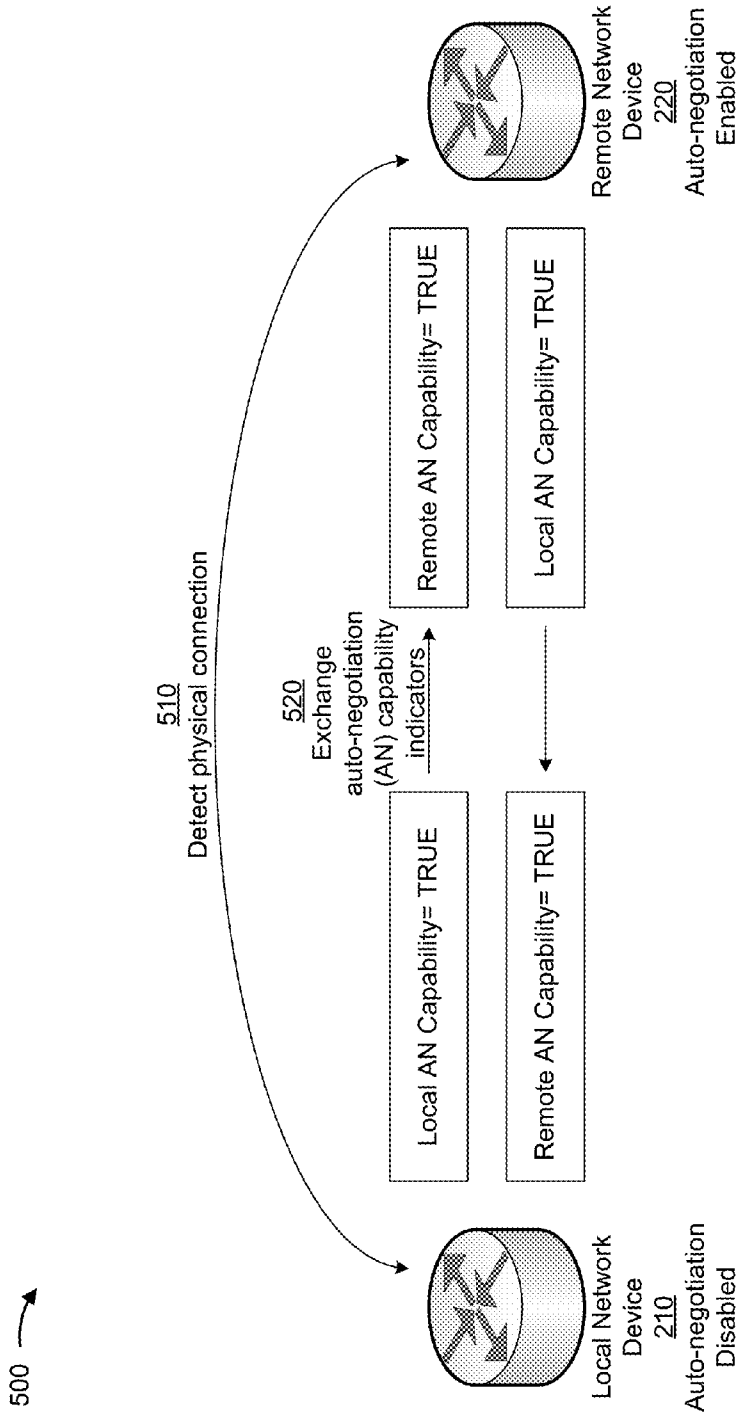 500
510
Detect physical connection
520
Exchange
auto-negotiation
(AN) capability
indicators
Local AN Capability= TRUE
Remote AN Capability= TRUE
Remote AN Capability= TRUE
Local AN Capability= TRUE
Local Network
Device
210
Auto-negotiation
Disabled
Remote Network
Device
220
Auto-negotiation
Enabled